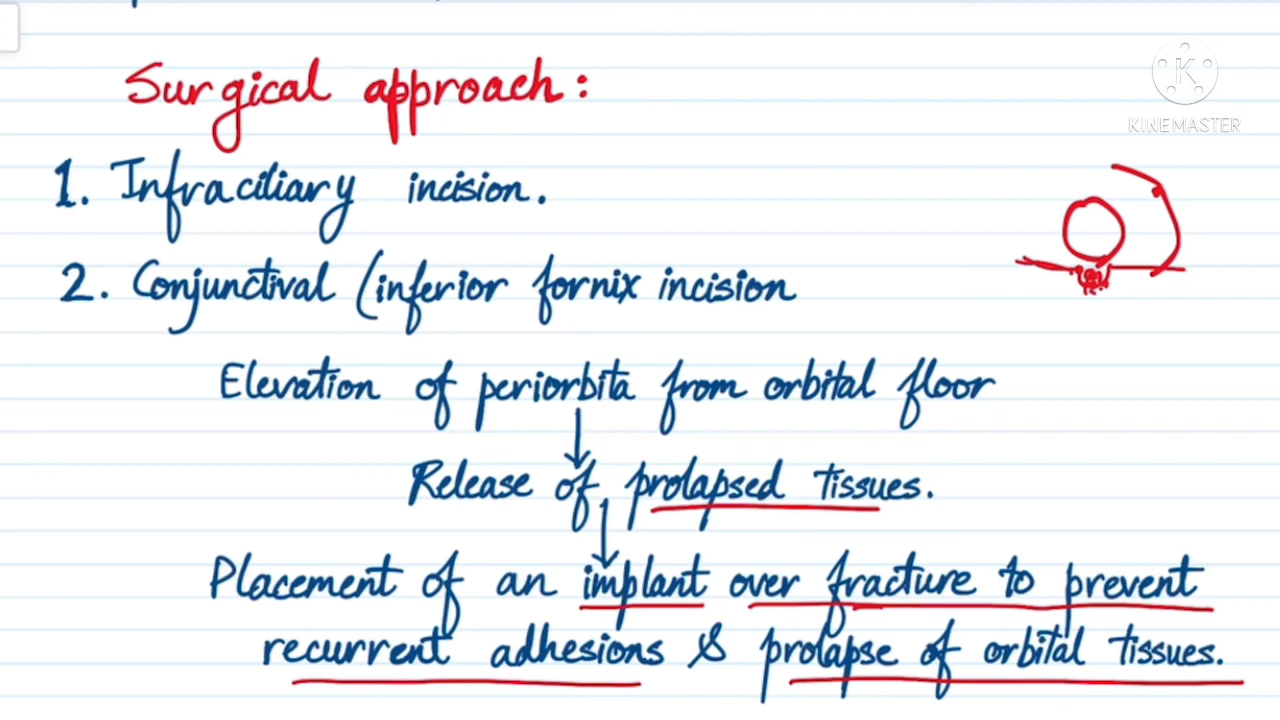 KINEMASTER
Surgical approach:
1. Infraciliary incision.
2. Conjunctival (inferior fornix incision
Elevation of periorbita from orbital floor
Release of prolapsed tissues.
Placement of an implant over fracture to prevent
recurrent adhesions & prolapse of orbital tissues.